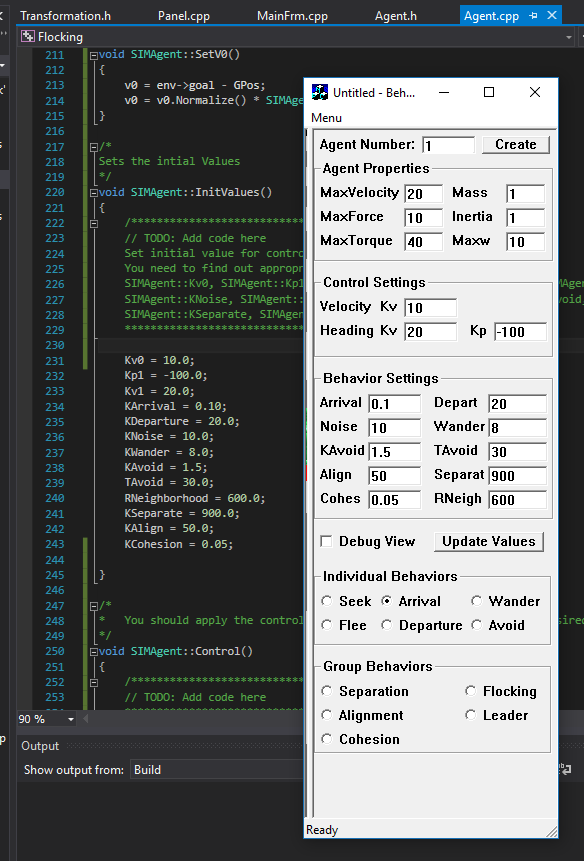 Transformation.h Panel.cpp MainFrm.cpp Agent.h Agent.cpp
Flocking
211 void SIMAgent::SetV0()
212 {
213 v0 = env->goal - GPos;
214 v0 = v0.Normalize() * SIMAge
215 }
216
217 /*
218 Sets the intial Values
219 */
220 void SIMAgent::InitValues()
221 {
222 /***************************
223 // TODO: Add code here
224 Set initial value for contro
225 You need to find out appropr
226 SIMAgent::Kv0, SIMAgent::Kp1
227 SIMAgent::KNoise, SIMAgent:
228 SIMAgent::KSeparate, SIMAgen
229 ***************************
230
231 Kv0 = 10.0;
232 Kp1 = -100.0;
233 Kv1 = 20.0;
234 KArrival = 0.10;
235 KDeparture = 20.0;
236 KNoise = 10.0;
237 KWander = 8.0;
238 KAvoid = 1.5;
239 TAvoid = 30.0;
240 RNeighborhood = 600.0;
241 KSeparate = 900.0;
242 KAlign = 50.0;
243 KCohesion = 0.05;
244
245 }
246
247 /*
248 * You should apply the control
249 */
250 void SIMAgent::Control()
251 {
252 /***************************
253 // TODO: Add code here
254
90 %
Output
Show output from: Build
Untitled - Beh...
Menu
Agent Number: 1 Create
Agent Properties
MaxVelocity 20 Mass 1
MaxForce 10 Inertia 1
MaxTorque 40 Maxw 10
Control Settings
Velocity Kv 10
Heading Kv 20 Kp -100
Behavior Settings
Arrival 0.1 Depart 20
Noise 10 Wander 8
KAvoid 1.5 TAvoid 30
Align 50 Separat 900
Cohes 0.05 RNeigh 600
Debug View Update Values
Individual Behaviors
Seek Arrival Wander
Flee Departure Avoid
Group Behaviors
Separation Flocking
Alignment Leader
Cohesion
Ready